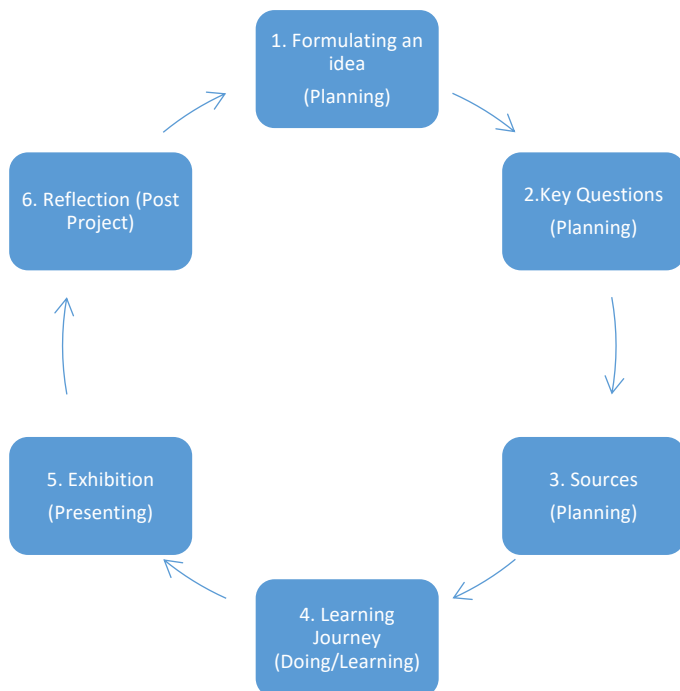 1. Formulating an
idea
(Planning)
2.Key Questions
(Planning)
3. Sources
(Planning)
4. Learning
Journey
(Doing/Learning)
5. Exhibition
(Presenting)
6. Reflection (Post
Project)